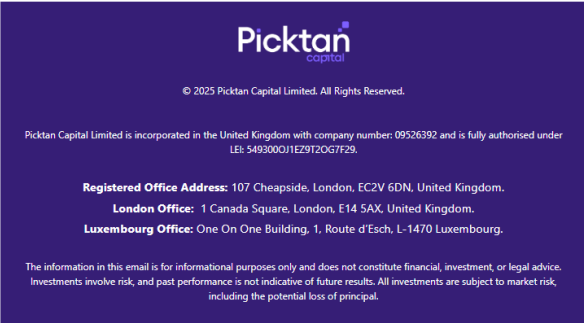 Picktan
capital
© 2025 Picktan Capital Limited. All Rights Reserved.
Picktan Capital Limited is incorporated in the United Kingdom with company number: 09526392 and is fully authorised under
LEI: 549300OJ1EZ9T2OG7F29.
Registered Office Address: 107 Cheapside, London, EC2V 6DN, United Kingdom.
London Office: 1 Canada Square, London, E14 5AX, United Kingdom.
Luxembourg Office: One On One Building, 1, Route d'Esch, L-1470 Luxembourg.
The information in this email is for informational purposes only and does not constitute financial, investment, or legal advice.
Investments involve risk, and past performance is not indicative of future results. All investments are subject to market risk,
including the potential loss of principal.